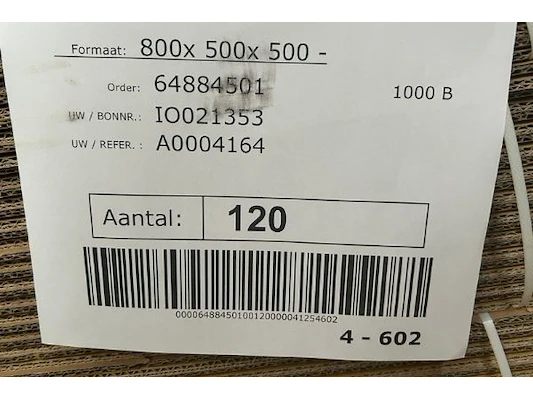 Formaat: 800x 500x 500 -
Order: 64884501 1000 B
UW / BONNR.: IO021353
UW / REFER. : A0004164
Aantal: 120
00006488450100120000041254602
4 - 602